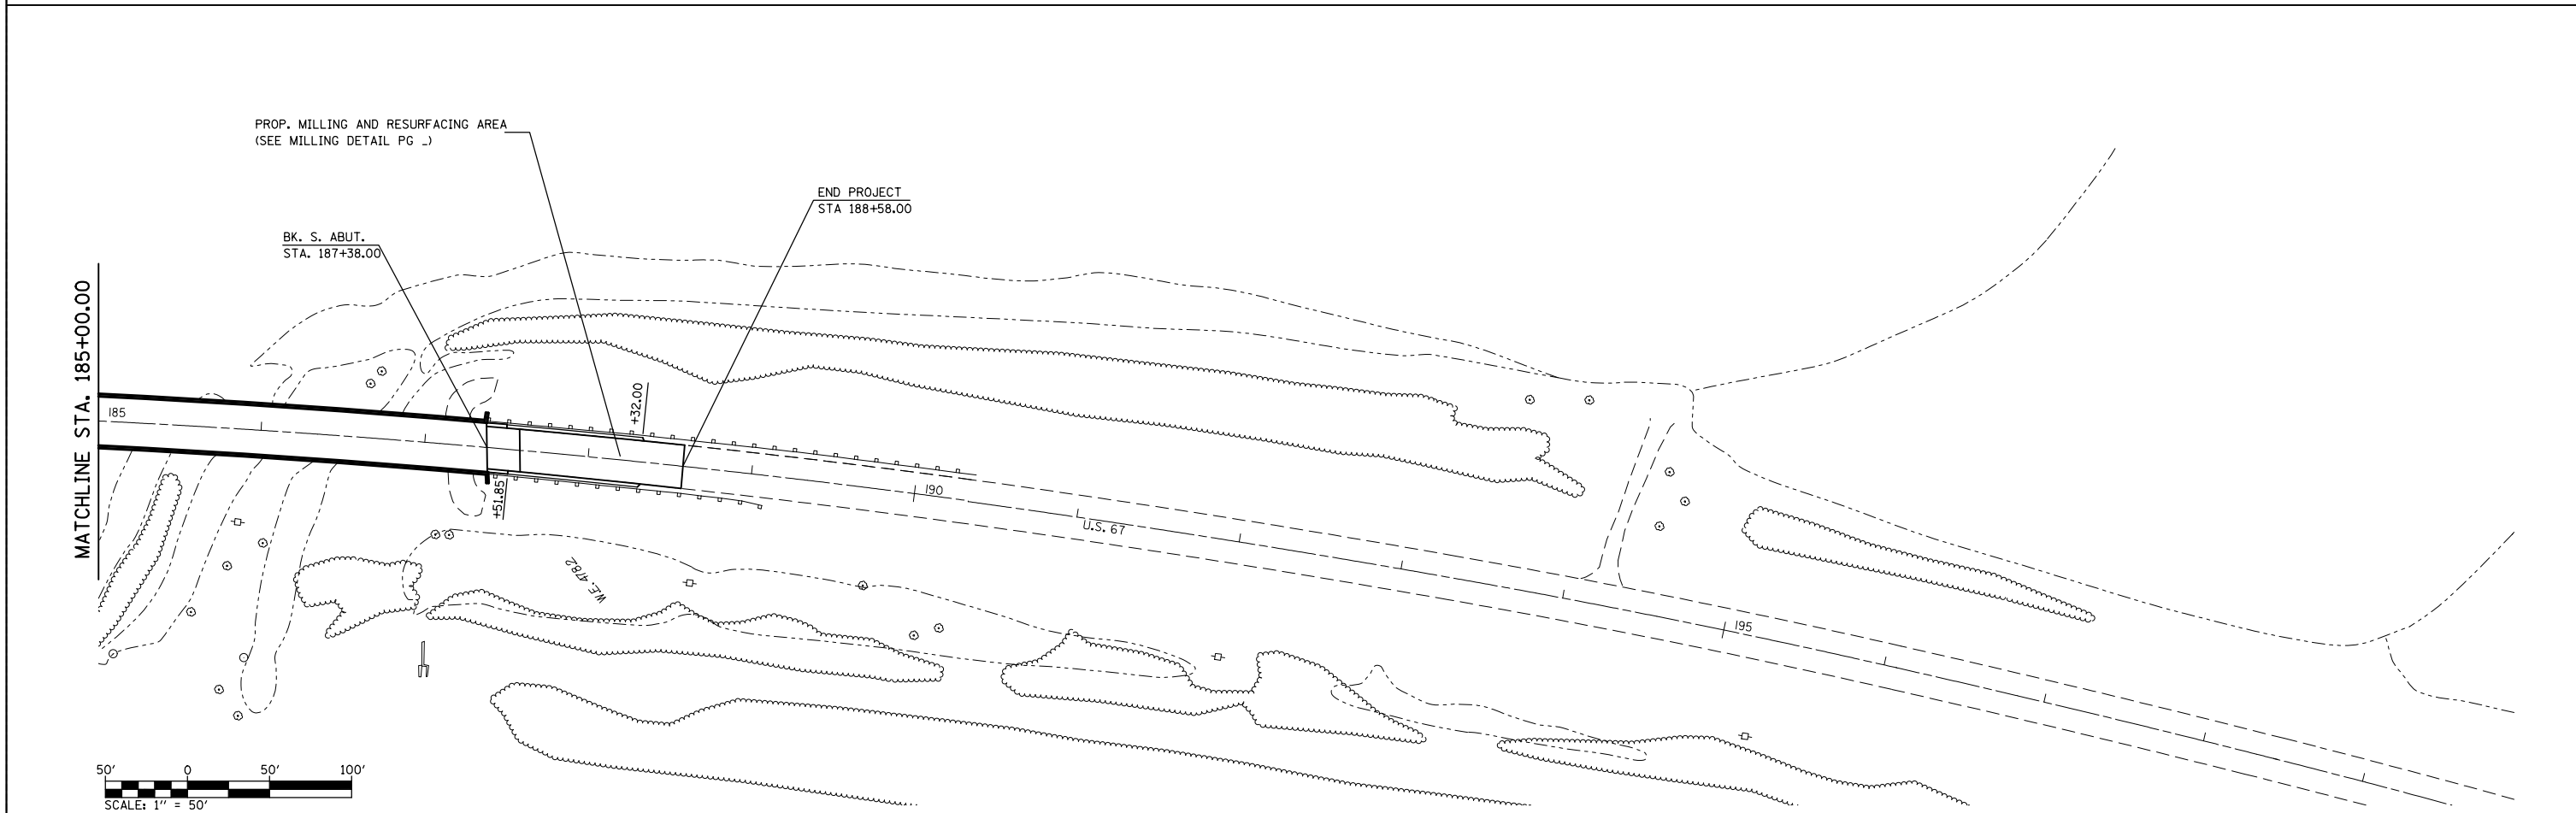 PROP. MILLING AND RESURFACING AREA
(SEE MILLING DETAIL PG _)
END PROJECT
STA 188+58.00
BK. S. ABUT.
STA. 187+38.00
MATCHLINE STA. 185+00.00
185
+32.00
+51.85
190
U.S. 67
W.E. 478.2
195
50' 0 50' 100'
SCALE: 1" = 50'